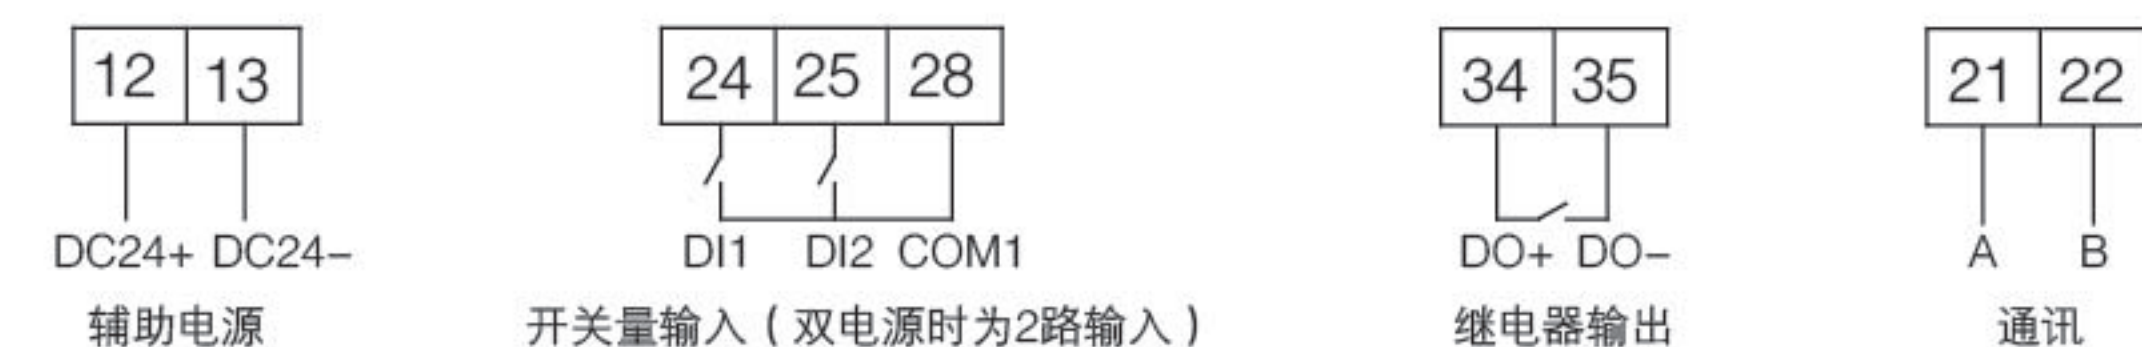 12 13 24 25 28 34 35 21 22
DC24+ DC24- DI1 DI2 COM1 DO+ DO- A B
辅助电源 开关量输入（双电源时为2路输入） 继电器输出 通讯